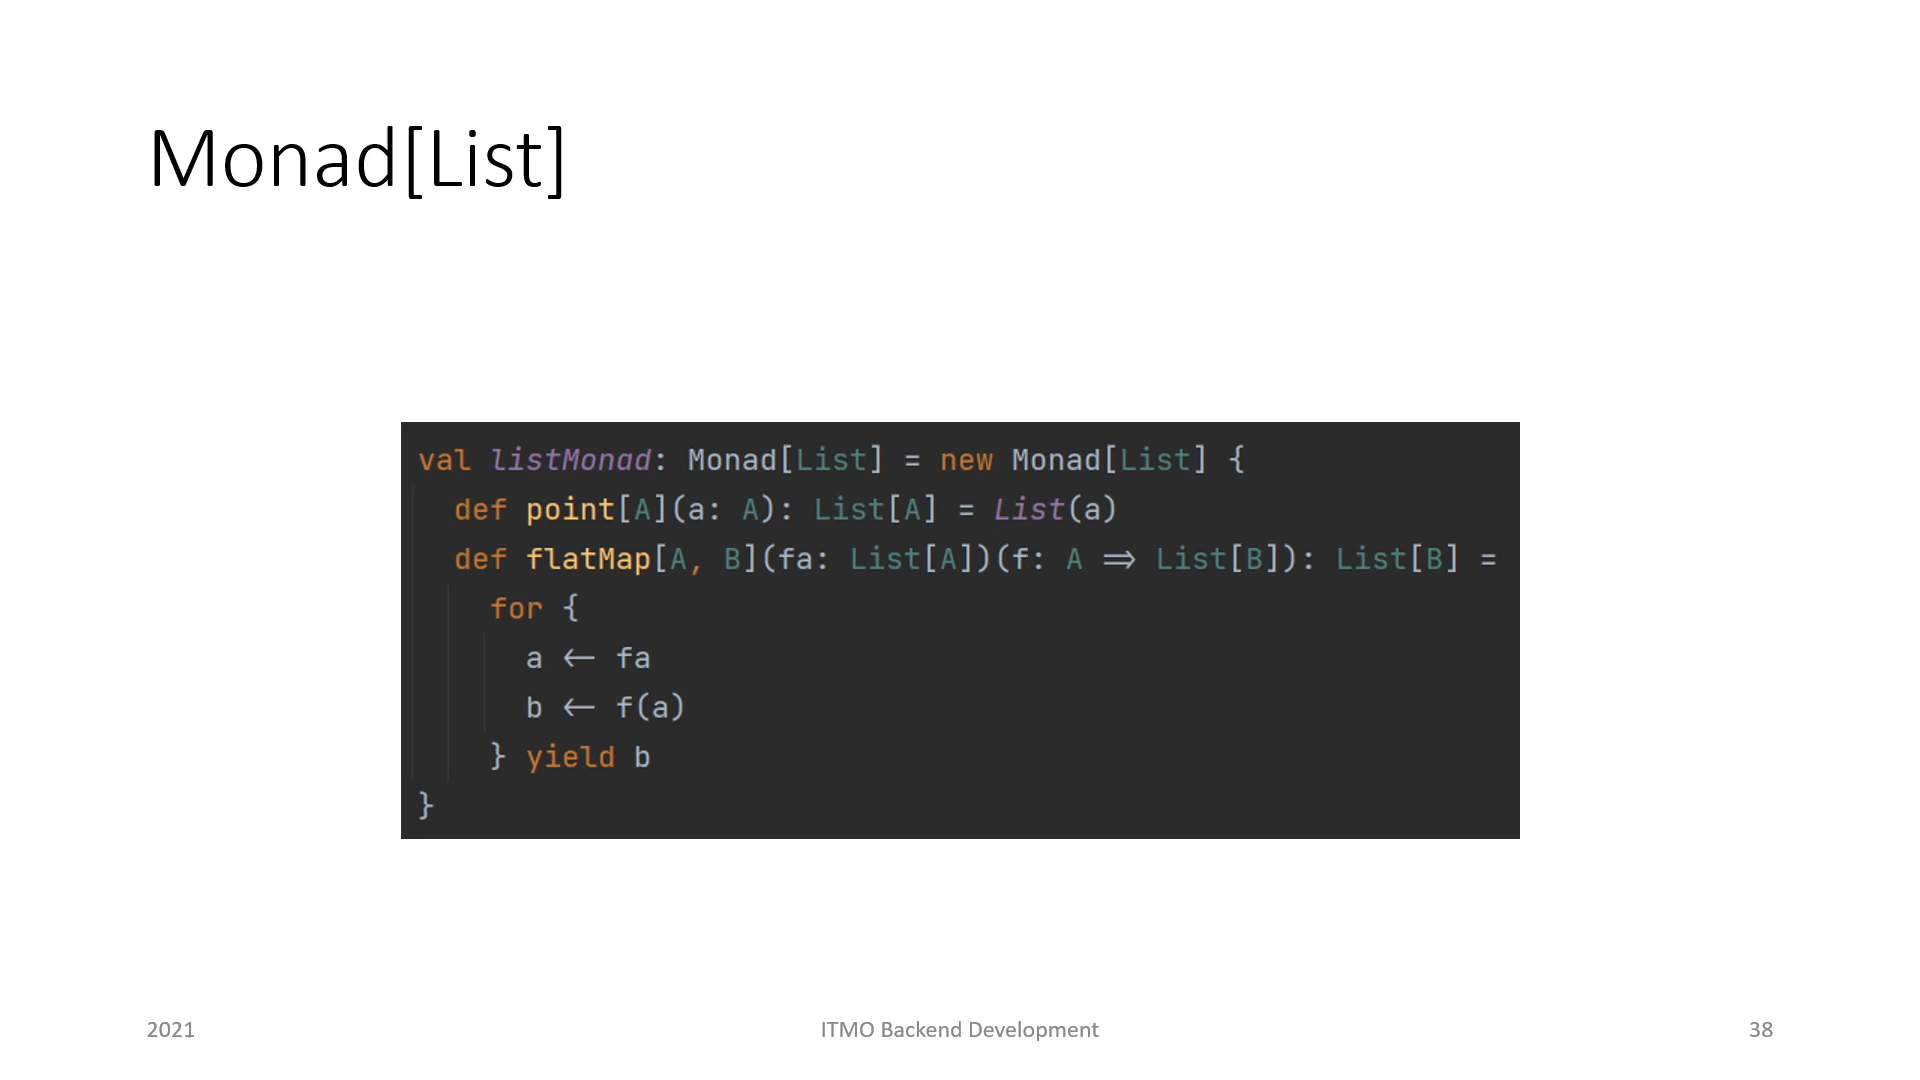 Monad[List]
val listMonad: Monad[List] = new Monad[List] {
def point[A](a: A): List[A] = List(a)
def flatMap[A, B](fa: List[A])(f: A ⇒ List[B]): List[B] =
for {
a ← fa
b ← f(a)
} yield b
}
2021
ITMO Backend Development
38